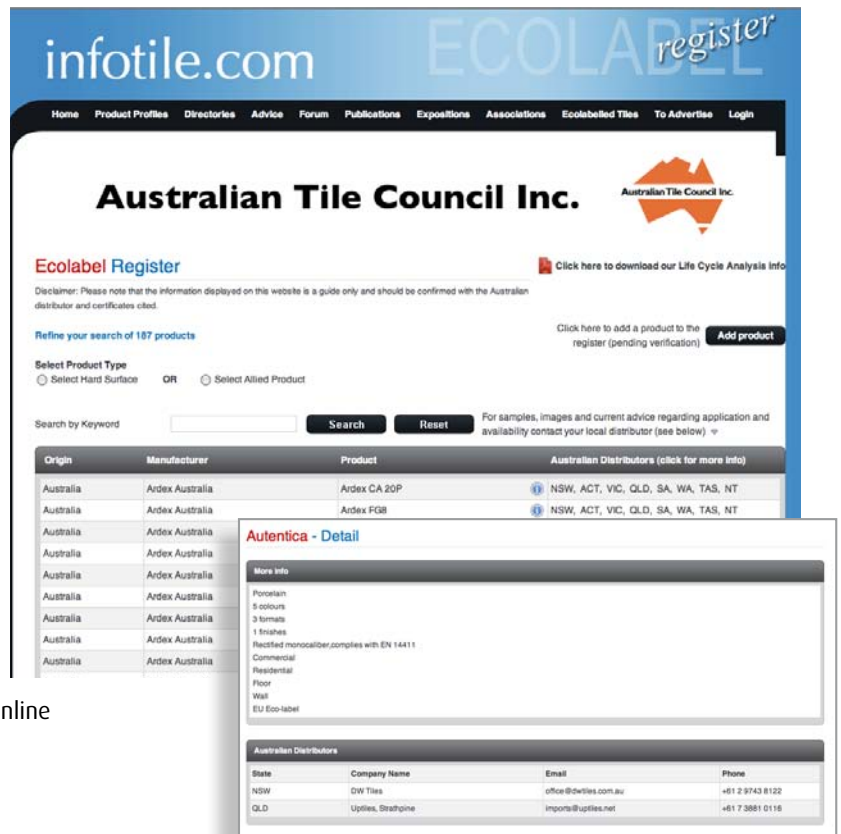 infotile.com
ECOLABEL
register
Home Product Profiles Directories Advice Forum Publications Expositions Associations Ecolabelled Tiles To Advertise Login
Australian Tile Council Inc.
Australian Tile Council Inc.
Ecolabel Register
Click here to download our Life Cycle Analysis info
Disclaimer: Please note that the information displayed on this website is a guide only and should be confirmed with the Australian
distributor and certificates cited.
Refine your search of 187 products
Click here to add a product to the
register (pending verification)
Add product
Select Product Type
Select Hard Surface OR Select Allied Product
Search by Keyword Search Reset
For samples, images and current advice regarding application and
availability contact your local distributor (see below)
Origin Manufacturer Product Australian Distributors (click for more info)
Australia Ardex Australia Ardex CA 20P NSW, ACT, VIC, QLD, SA, WA, TAS, NT
Australia Ardex Australia Ardex FG8 NSW, ACT, VIC, QLD, SA, WA, TAS, NT
Australia Ardex Australia
Australia Ardex Australia
Australia Ardex Australia
Australia Ardex Australia
Australia Ardex Australia
Australia Ardex Australia
Australia Ardex Australia
nline
Autentica - Detail
More info
Porcelain
5 colours
3 formats
1 finishes
Rectified monocaliber,complies with EN 14411
Commercial
Residential
Floor
Wall
EU Eco-label
Australian Distributors
State Company Name Email Phone
NSW DW Tiles office@dwtiles.com.au +61 2 9743 8122
QLD Uptiles, Strathpine imports@uptiles.net +61 7 3881 0116